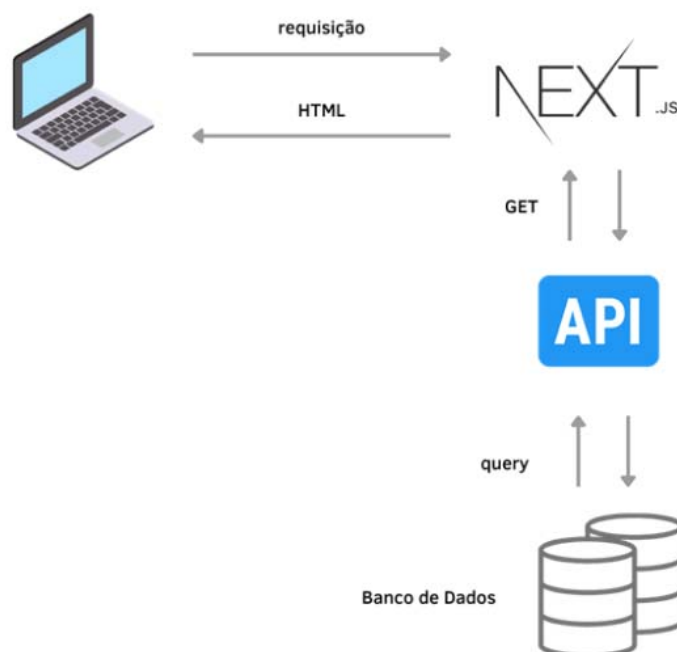 requisição
NEXT.JS
HTML
GET
API
query
Banco de Dados